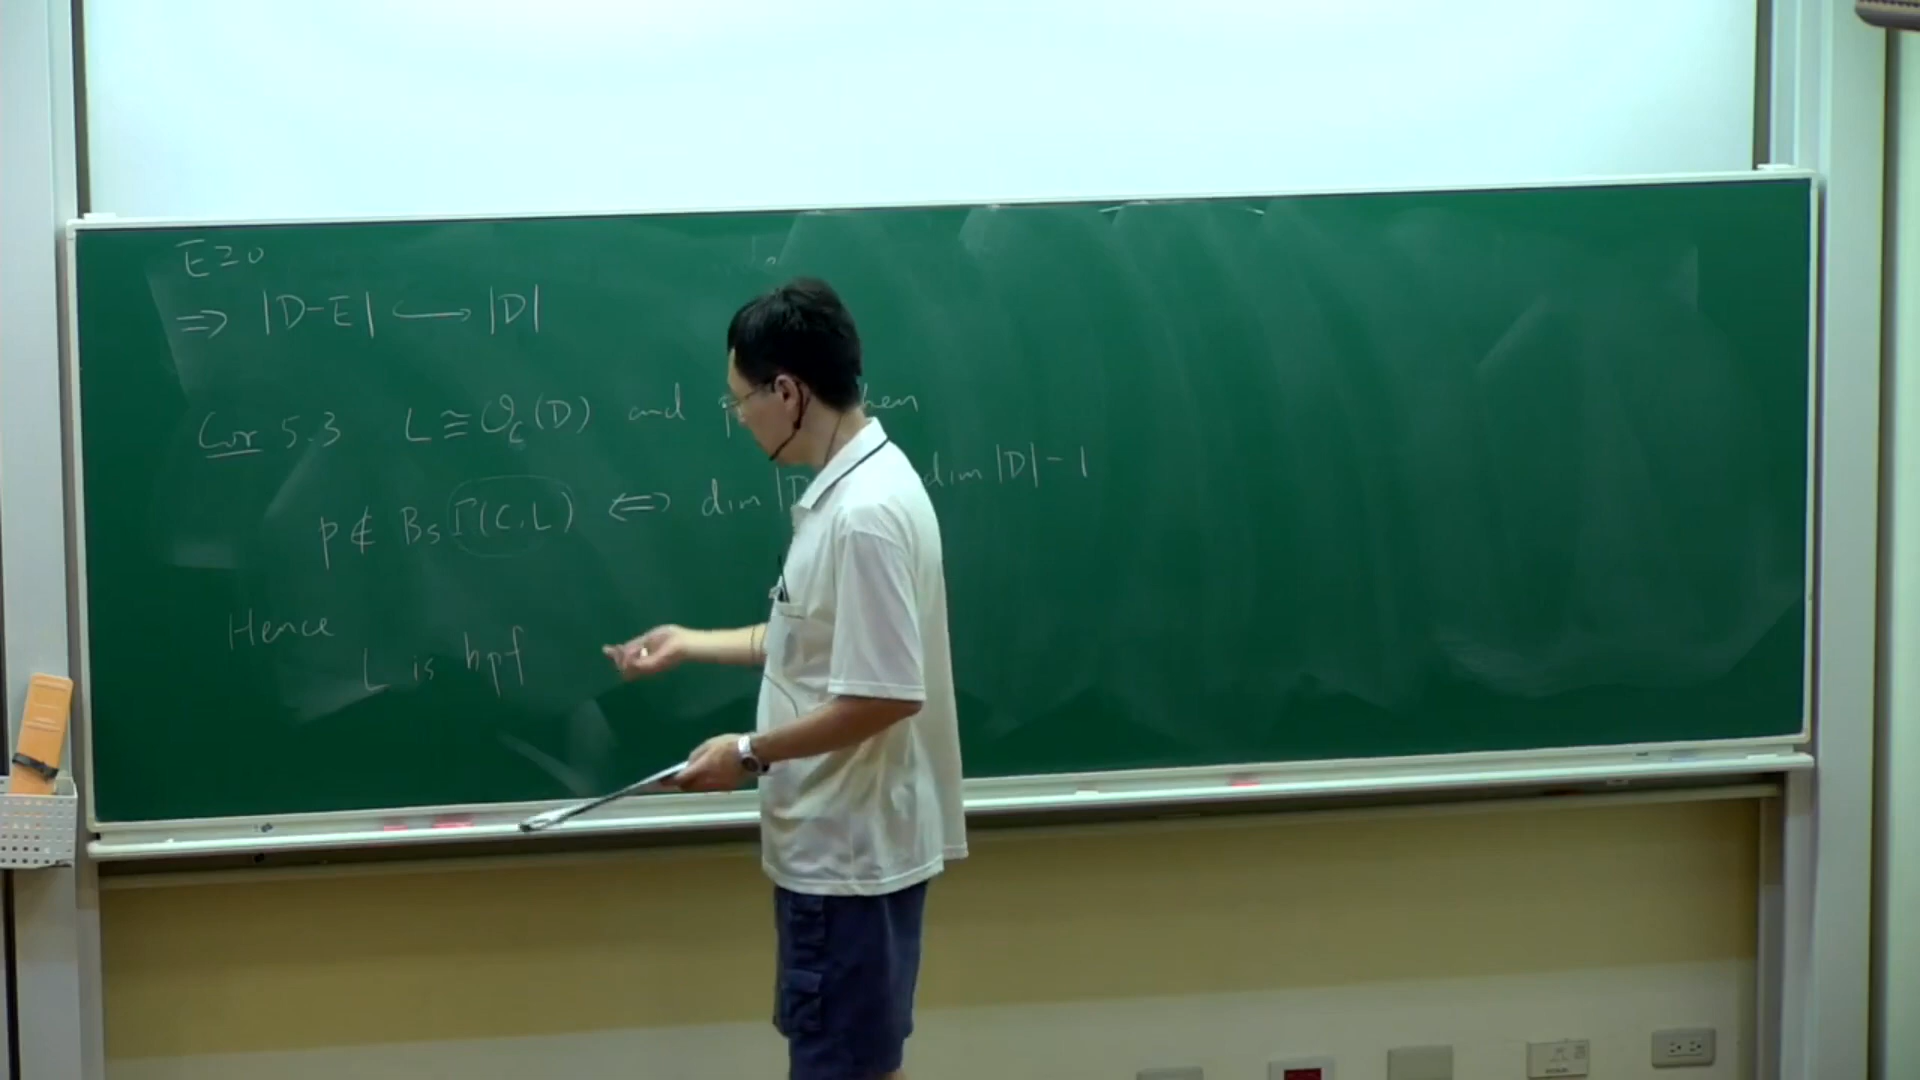 E≥0
⇒ |D-E| ↪ |D|
Cor 5.3 L ≅ O_C(D) and
p ∉ Bs Γ(C, L) ⇔ dim |D dim |D| - 1
Hence
L is bpf